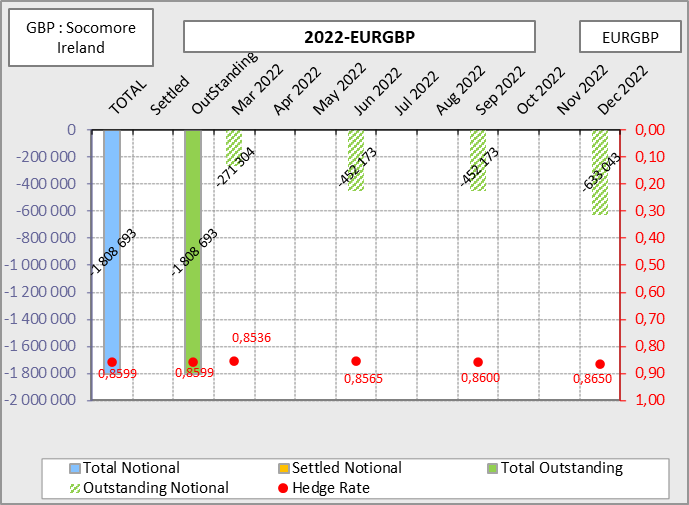 GBP : Socomore
Ireland
2022-EURGBP
EURGBP
TOTAL
Settled
OutStanding
Mar 2022
Apr 2022
May 2022
Jun 2022
Jul 2022
Aug 2022
Sep 2022
Oct 2022
Nov 2022
Dec 2022
0
-200 000
-400 000
-600 000
-800 000
-1 000 000
-1 200 000
-1 400 000
-1 600 000
-1 800 000
-2 000 000
-1 808 693
-1 808 693
-271 304
-452 173
-452 173
-633 043
0,8599
0,8599
0,8536
0,8565
0,8600
0,8650
0,00
0,10
0,20
0,30
0,40
0,50
0,60
0,70
0,80
0,90
1,00
Total Notional
Settled Notional
Total Outstanding
Outstanding Notional
Hedge Rate